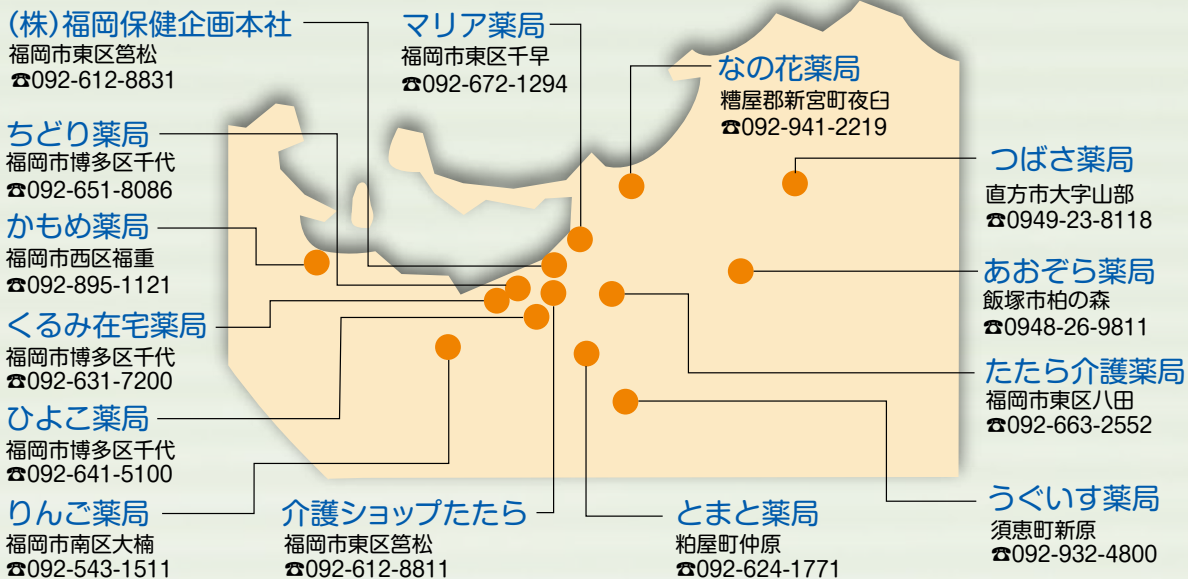 (株)福岡保健企画本社
福岡市東区筥松
☎092-612-8831
マリア薬局
福岡市東区千早
☎092-672-1294
なの花薬局
糟屋郡新宮町夜臼
☎092-941-2219
ちどり薬局
福岡市博多区千代
☎092-651-8086
つばさ薬局
直方市大字山部
☎0949-23-8118
かもめ薬局
福岡市西区福重
☎092-895-1121
あおぞら薬局
飯塚市柏の森
☎0948-26-9811
くるみ在宅薬局
福岡市博多区千代
☎092-631-7200
たたら介護薬局
福岡市東区八田
☎092-663-2552
ひよこ薬局
福岡市博多区千代
☎092-641-5100
りんご薬局
福岡市南区大楠
☎092-543-1511
介護ショップたたら
福岡市東区筥松
☎092-612-8811
とまと薬局
粕屋町仲原
☎092-624-1771
うぐいす薬局
須恵町新原
☎092-932-4800